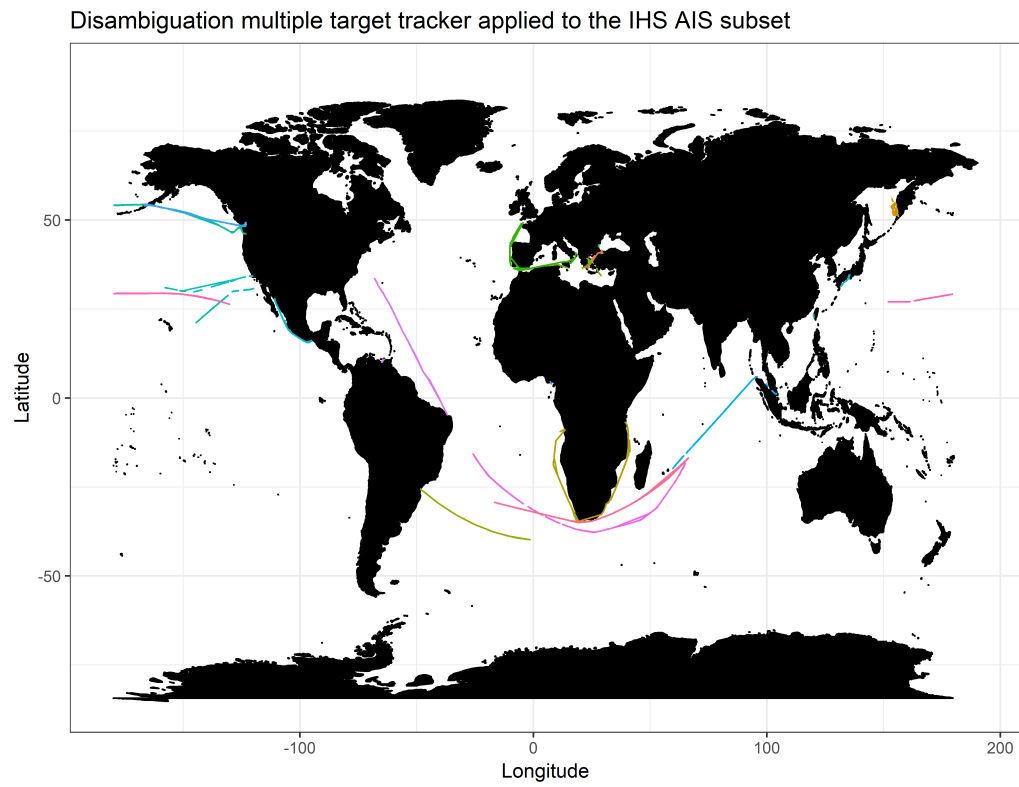 Disambiguation multiple target tracker applied to the IHS AIS subset
50
0
-50
Latitude
-100
0
100
200
Longitude